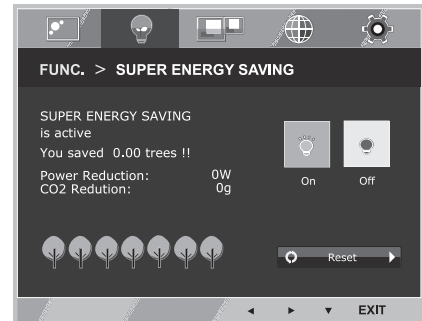 FUNC. > SUPER ENERGY SAVING
SUPER ENERGY SAVING
is active
You saved 0.00 trees !!
Power Reduction: 0W
CO2 Redution: 0g
On Off
Reset
EXIT